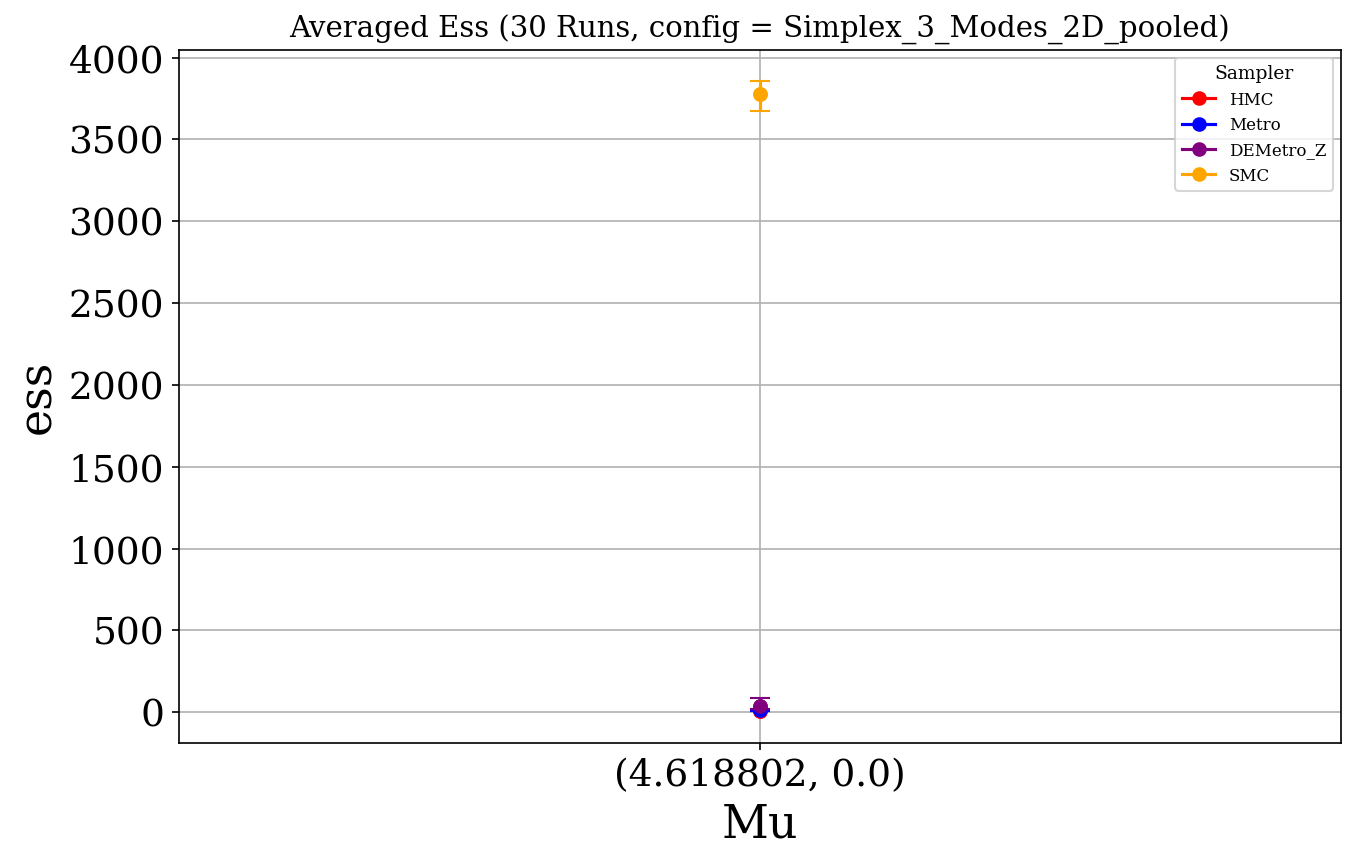 Averaged Ess (30 Runs, config = Simplex_3_Modes_2D_pooled)
4000
3500
3000
2500
2000
1500
1000
500
0
ess
Sampler
HMC
Metro
DEMetro_Z
SMC
(4.618802, 0.0)
Mu